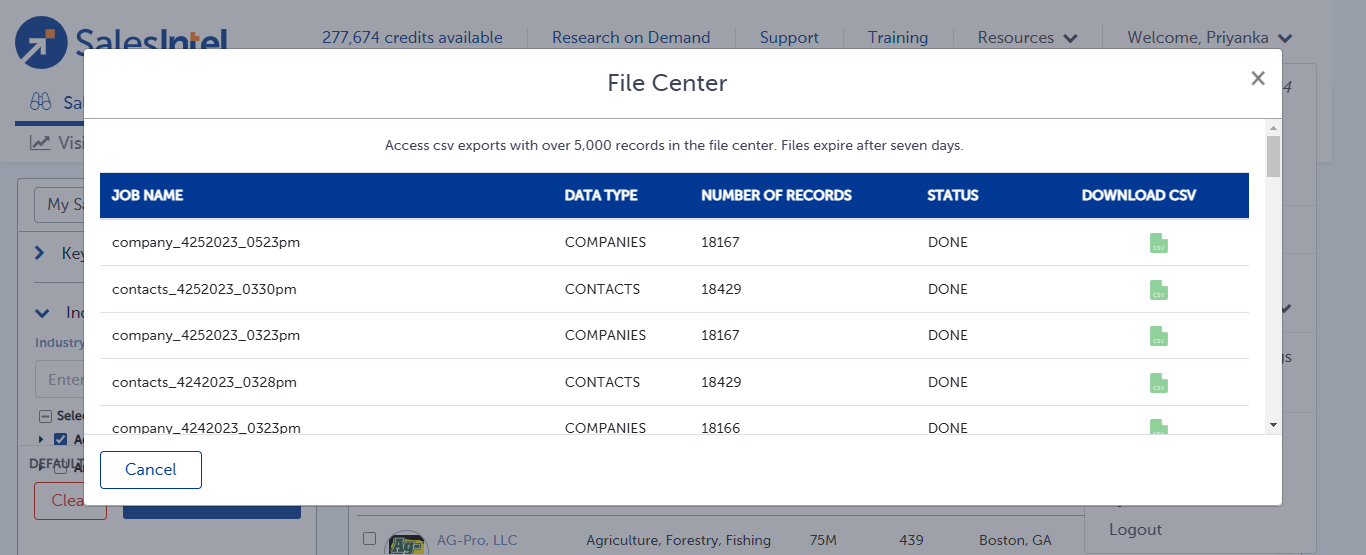 SalesIntel
277,674 credits available
Research on Demand
Support
Training
Resources
Welcome, Priyanka
File Center
×
4
Sa
Visi
Access csv exports with over 5,000 records in the file center. Files expire after seven days.
JOB NAME DATA TYPE NUMBER OF RECORDS STATUS DOWNLOAD CSV
company_4252023_0523pm COMPANIES 18167 DONE CSV
contacts_4252023_0330pm CONTACTS 18429 DONE CSV
company_4252023_0323pm COMPANIES 18167 DONE CSV
contacts_4242023_0328pm CONTACTS 18429 DONE CSV
company_4242023_0323pm COMPANIES 18166 DONE CSV
My Sa
Key
Ind
Industry
Enter
Selec
DEFAULT
Clea
Cancel
AG-Pro, LLC Agriculture, Forestry, Fishing 75M 439 Boston, GA
Logout